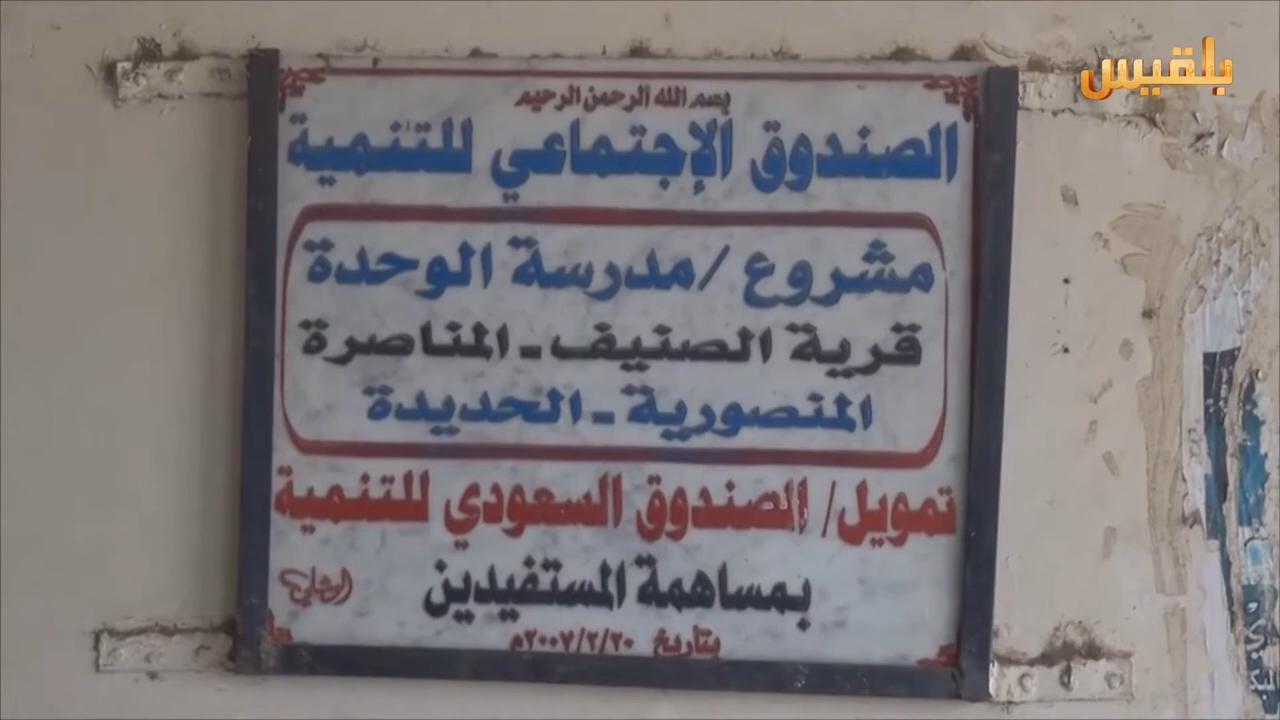 بلقيس
بسم الله الرحمن الرحيم
الصندوق الإجتماعي للتنمية
مشروع /مدرسة الوحدة
قرية الصنيف - المناصرة
المنصورية - الحديدة
تمويل/ الصندوق السعودي للتنمية
بمساهمة المستفيدين
بتاريخ ٢٠٠٧/٢/٢٠م